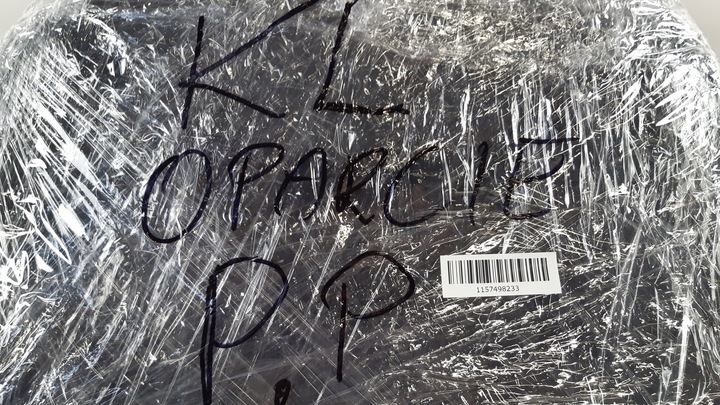 KL
OPARCIE
P.P
1157498233